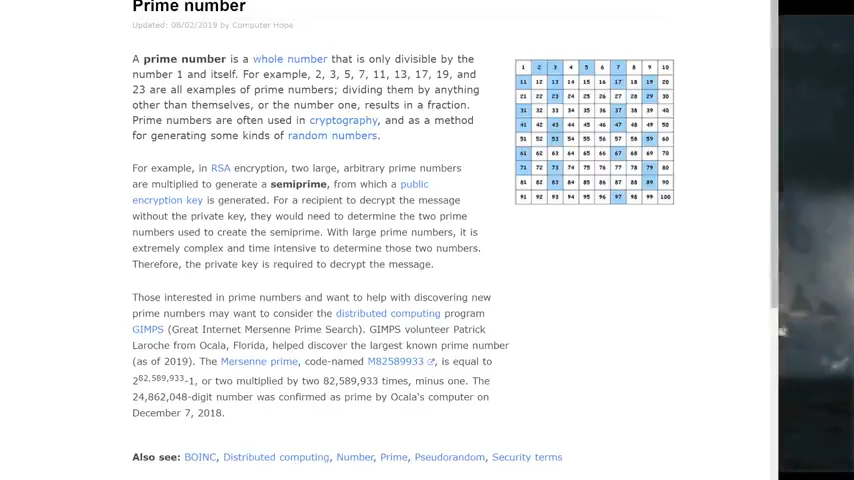 Prime number
Updated: 08/02/2019 by Computer Hope
A prime number is a whole number that is only divisible by the
number 1 and itself. For example, 2, 3, 5, 7, 11, 13, 17, 19, and
23 are all examples of prime numbers; dividing them by anything
other than themselves, or the number one, results in a fraction.
Prime numbers are often used in cryptography, and as a method
for generating some kinds of random numbers.
1 2 3 4 5 6 7 8 9 10
11 12 13 14 15 16 17 18 19 20
21 22 23 24 25 26 27 28 29 30
31 32 33 34 35 36 37 38 39 40
41 42 43 44 45 46 47 48 49 50
51 52 53 54 55 56 57 58 59 60
61 62 63 64 65 66 67 68 69 70
71 72 73 74 75 76 77 78 79 80
81 82 83 84 85 86 87 88 89 90
91 92 93 94 95 96 97 98 99 100
For example, in RSA encryption, two large, arbitrary prime numbers
are multiplied to generate a semiprime, from which a public
encryption key is generated. For a recipient to decrypt the message
without the private key, they would need to determine the two prime
numbers used to create the semiprime. With large prime numbers, it is
extremely complex and time intensive to determine those two numbers.
Therefore, the private key is required to decrypt the message.
Those interested in prime numbers and want to help with discovering new
prime numbers may want to consider the distributed computing program
GIMPS (Great Internet Mersenne Prime Search). GIMPS volunteer Patrick
Laroche from Ocala, Florida, helped discover the largest known prime number
(as of 2019). The Mersenne prime, code-named M82589933, is equal to
2^82,589,933-1, or two multiplied by two 82,589,933 times, minus one. The
24,862,048-digit number was confirmed as prime by Ocala's computer on
December 7, 2018.
Also see: BOINC, Distributed computing, Number, Prime, Pseudorandom, Security terms